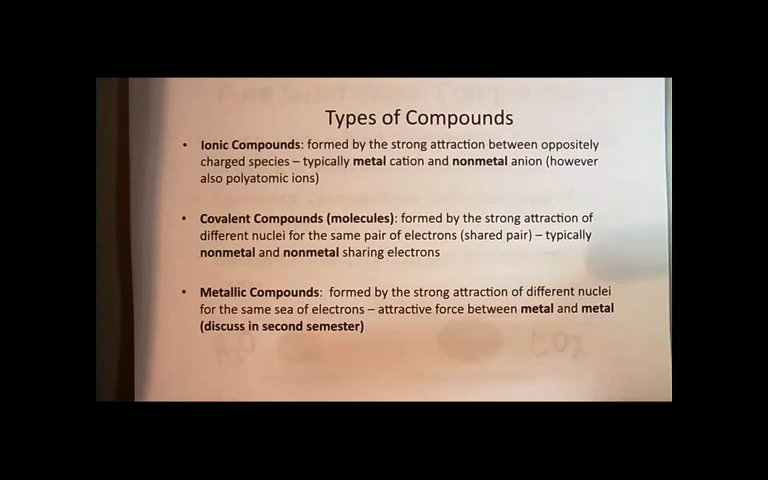 Types of Compounds
• Ionic Compounds: formed by the strong attraction between oppositely
charged species – typically metal cation and nonmetal anion (however
also polyatomic ions)
• Covalent Compounds (molecules): formed by the strong attraction of
different nuclei for the same pair of electrons (shared pair) – typically
nonmetal and nonmetal sharing electrons
• Metallic Compounds: formed by the strong attraction of different nuclei
for the same sea of electrons – attractive force between metal and metal
(discuss in second semester)
H₂O
CO₂